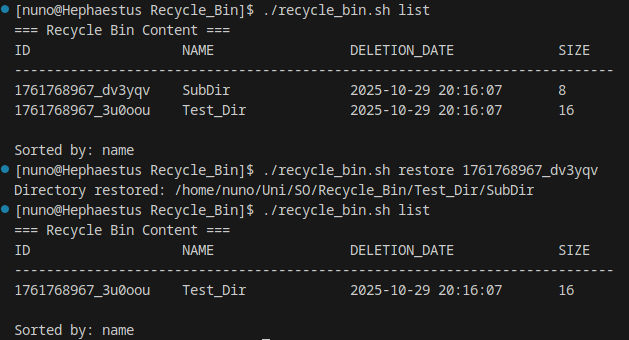 [nuno@Hephaestus Recycle_Bin]$ ./recycle_bin.sh list
=== Recycle Bin Content ===
ID NAME DELETION_DATE SIZE
---------------------------------------------------------------------------
1761768967_dv3yqv SubDir 2025-10-29 20:16:07 8
1761768967_3u0oou Test_Dir 2025-10-29 20:16:07 16
Sorted by: name
[nuno@Hephaestus Recycle_Bin]$ ./recycle_bin.sh restore 1761768967_dv3yqv
Directory restored: /home/nuno/Uni/SO/Recycle_Bin/Test_Dir/SubDir
[nuno@Hephaestus Recycle_Bin]$ ./recycle_bin.sh list
=== Recycle Bin Content ===
ID NAME DELETION_DATE SIZE
---------------------------------------------------------------------------
1761768967_3u0oou Test_Dir 2025-10-29 20:16:07 16
Sorted by: name